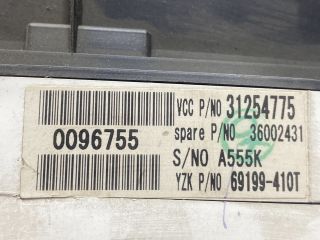 VCC P/NO 31254775
0096755
spare P/NO 36002431
S/NO A555K
YZK P/NO 69199-410T